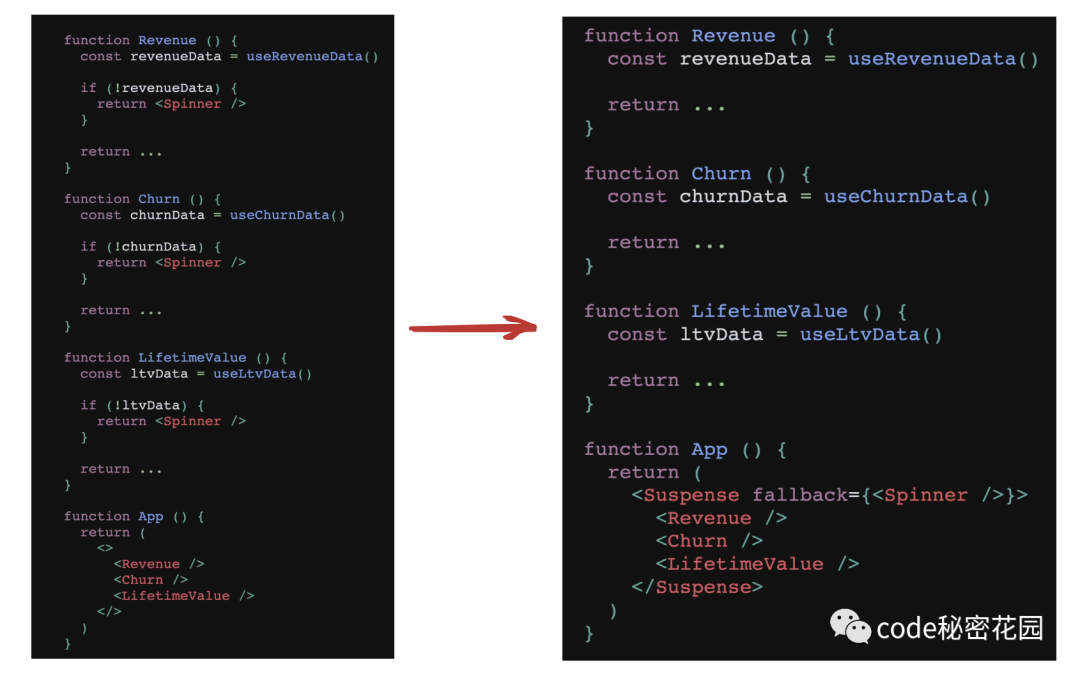 function Revenue () {
  const revenueData = useRevenueData()

  if (!revenueData) {
    return <Spinner />
  }

  return ...
}

function Churn () {
  const churnData = useChurnData()

  if (!churnData) {
    return <Spinner />
  }

  return ...
}

function LifetimeValue () {
  const ltvData = useLtvData()

  if (!ltvData) {
    return <Spinner />
  }

  return ...
}

function App () {
  return (
    <>
      <Revenue />
      <Churn />
      <LifetimeValue />
    </>
  )
}

function Revenue () {
  const revenueData = useRevenueData()

  return ...
}

function Churn () {
  const churnData = useChurnData()

  return ...
}

function LifetimeValue () {
  const ltvData = useLtvData()

  return ...
}

function App () {
  return (
    <Suspense fallback={<Spinner />}>
      <Revenue />
      <Churn />
      <LifetimeValue />
    </Suspense>
  )
}
code秘密花园